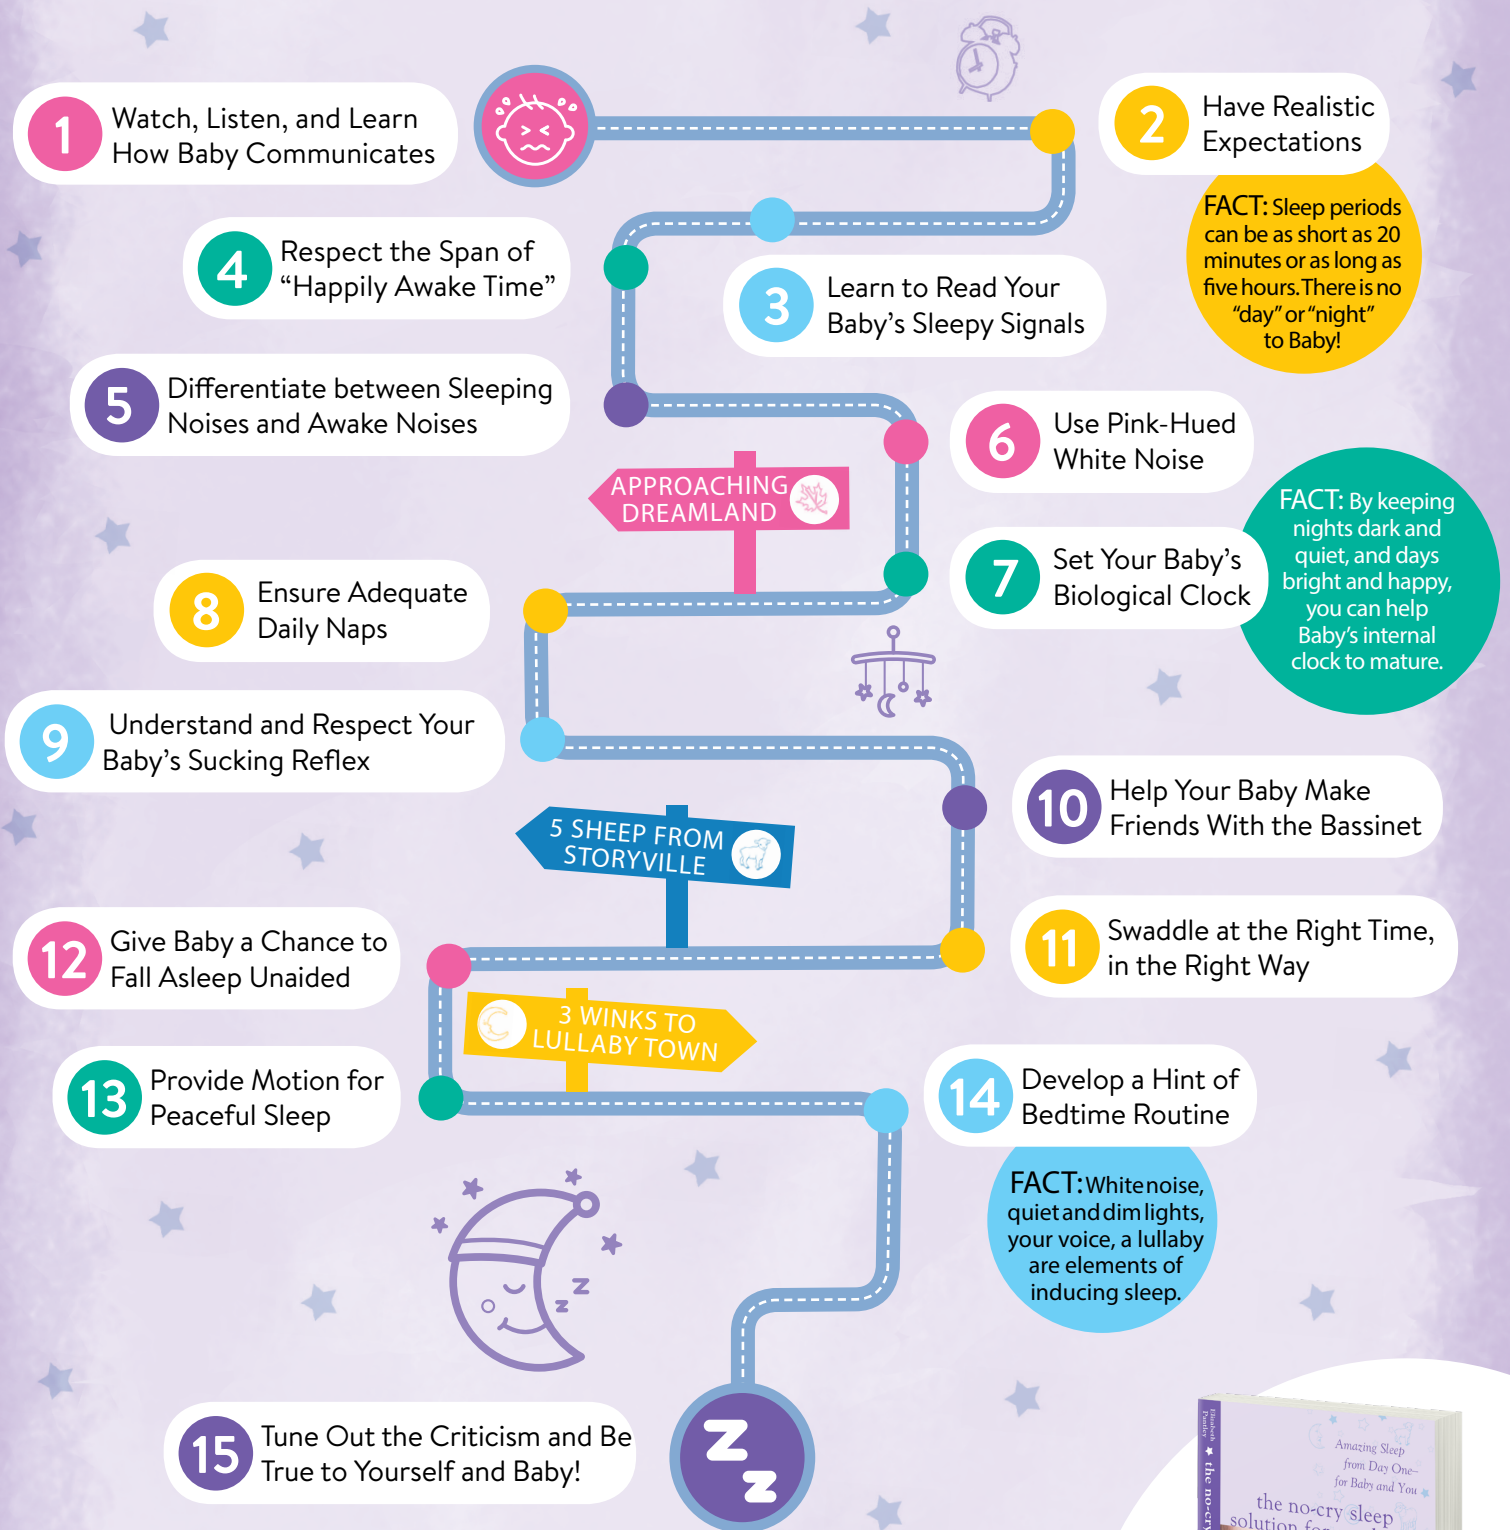 1
Watch, Listen, and Learn
How Baby Communicates
2
Have Realistic
Expectations
FACT: Sleep periods
can be as short as 20
minutes or as long as
five hours. There is no
“day” or “night”
to Baby!
3
Learn to Read Your
Baby’s Sleepy Signals
4
Respect the Span of
“Happily Awake Time”
5
Differentiate between Sleeping
Noises and Awake Noises
6
Use Pink-Hued
White Noise
APPROACHING
DREAMLAND
7
Set Your Baby’s
Biological Clock
FACT: By keeping
nights dark and
quiet, and days
bright and happy,
you can help
Baby’s internal
clock to mature.
8
Ensure Adequate
Daily Naps
9
Understand and Respect Your
Baby’s Sucking Reflex
10
Help Your Baby Make
Friends With the Bassinet
5 SHEEP FROM
STORYVILLE
11
Swaddle at the Right Time,
in the Right Way
12
Give Baby a Chance to
Fall Asleep Unaided
3 WINKS TO
LULLABY TOWN
13
Provide Motion for
Peaceful Sleep
14
Develop a Hint of
Bedtime Routine
FACT: White noise,
quiet and dim lights,
your voice, a lullaby
are elements of
inducing sleep.
z
z
15
Tune Out the Criticism and Be
True to Yourself and Baby!
Z
Z
Elizabeth
Pantley
the no-cry
Amazing Sleep
from Day One–
for Baby and You
the no-cry sleep
solution